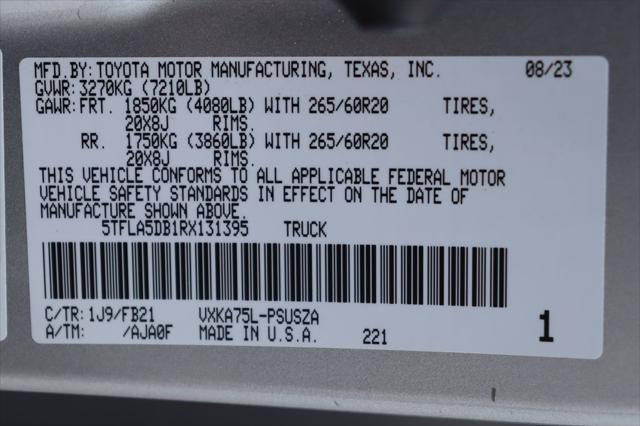 MFD.BY: TOYOTA MOTOR MANUFACTURING, TEXAS, INC. 08/23
GVWR: 3270KG (7210LB)
GAWR: FRT. 1850KG (4080LB) WITH 265/60R20 TIRES,
20X8J RIMS.
RR. 1750KG (3860LB) WITH 265/60R20 TIRES,
20X8J RIMS.
THIS VEHICLE CONFORMS TO ALL APPLICABLE FEDERAL MOTOR
VEHICLE SAFETY STANDARDS IN EFFECT ON THE DATE OF
MANUFACTURE SHOWN ABOVE.
5TFLA5DB1RX131395 TRUCK
C/TR: 1J9/FB21 VXKA75L-PSUSZA
A/TM: /AJA0F MADE IN U.S.A. 221 1